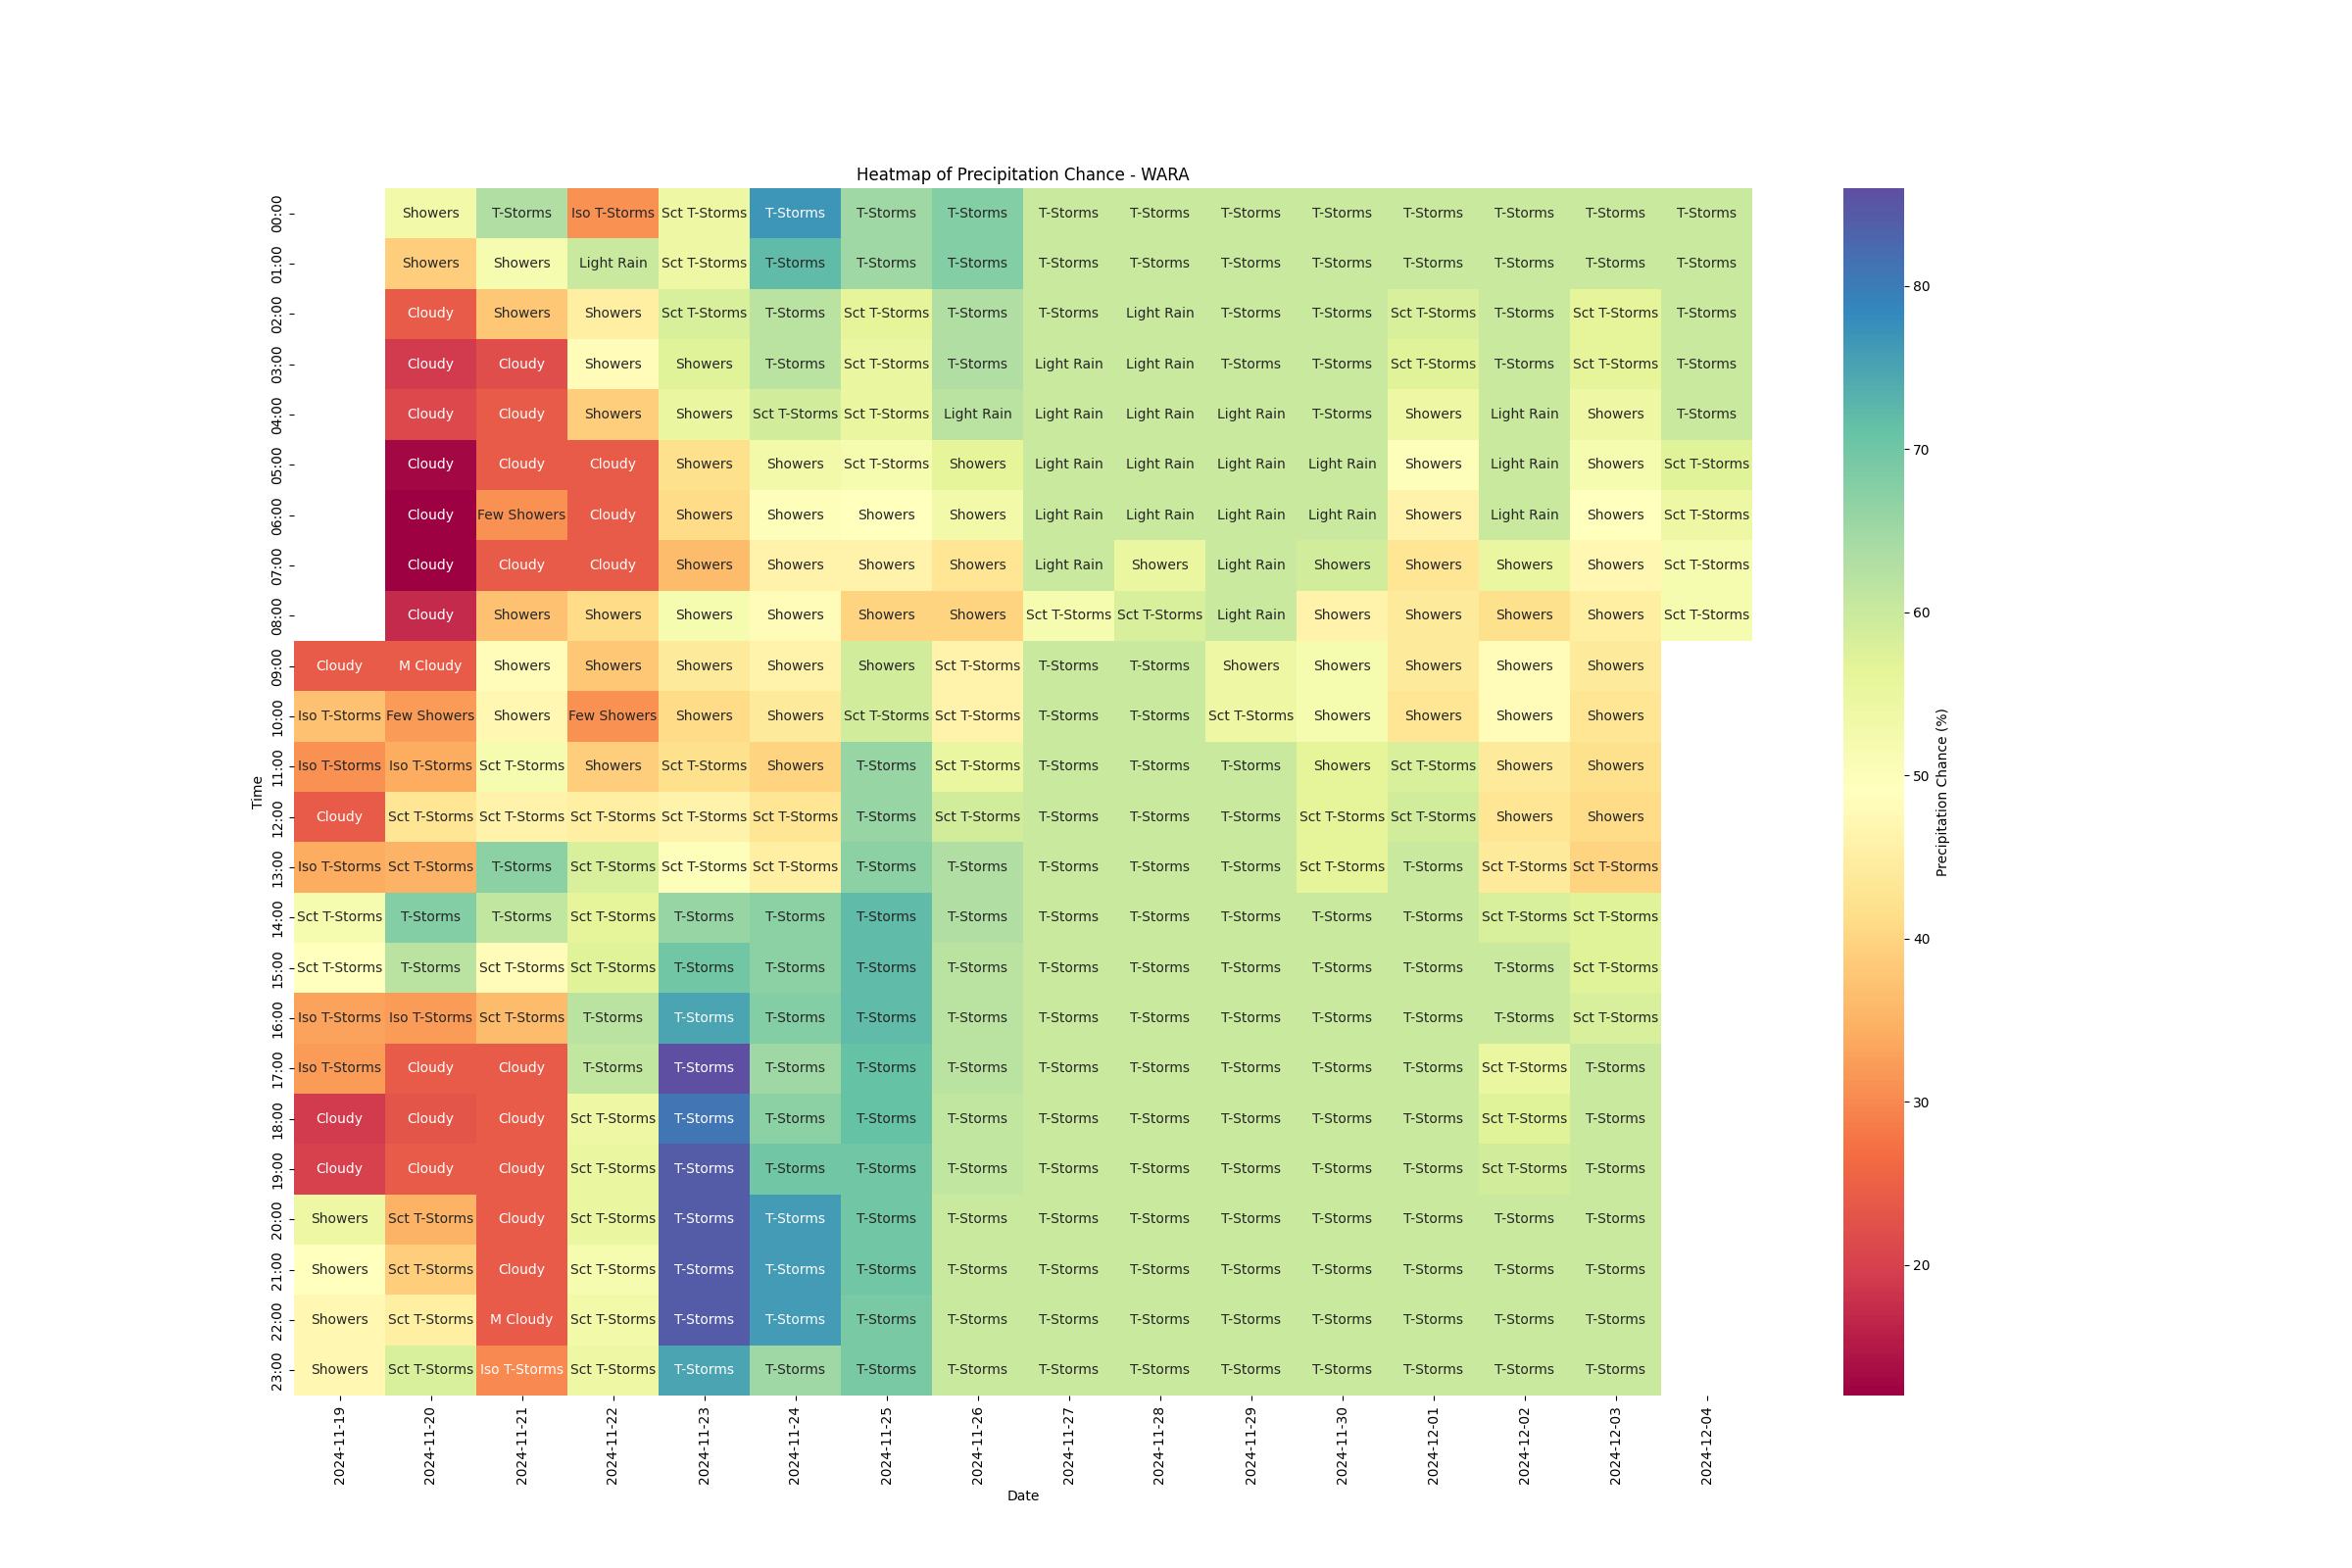 Heatmap of Precipitation Chance - WARA
00:00 Showers T-Storms Iso T-Storms Sct T-Storms T-Storms T-Storms T-Storms T-Storms T-Storms T-Storms T-Storms T-Storms T-Storms T-Storms T-Storms
01:00 Showers Showers Light Rain Sct T-Storms T-Storms T-Storms T-Storms T-Storms T-Storms T-Storms T-Storms T-Storms T-Storms T-Storms T-Storms
02:00 Cloudy Showers Showers Sct T-Storms T-Storms Sct T-Storms T-Storms T-Storms Light Rain T-Storms T-Storms Sct T-Storms T-Storms Sct T-Storms T-Storms
03:00 Cloudy Cloudy Showers Showers T-Storms Sct T-Storms T-Storms Light Rain Light Rain T-Storms T-Storms Sct T-Storms T-Storms Sct T-Storms T-Storms
04:00 Cloudy Cloudy Showers Showers Sct T-Storms Sct T-Storms Light Rain Light Rain Light Rain Light Rain T-Storms Showers Light Rain Showers T-Storms
05:00 Cloudy Cloudy Cloudy Showers Showers Sct T-Storms Showers Light Rain Light Rain Light Rain Light Rain Showers Light Rain Showers Sct T-Storms
06:00 Cloudy Few Showers Cloudy Showers Showers Showers Showers Light Rain Light Rain Light Rain Light Rain Showers Light Rain Showers Sct T-Storms
07:00 Cloudy Cloudy Cloudy Showers Showers Showers Showers Light Rain Showers Light Rain Showers Showers Showers Showers Sct T-Storms
08:00 Cloudy Showers Showers Showers Showers Showers Showers Sct T-Storms Sct T-Storms Light Rain Showers Showers Showers Showers Sct T-Storms
09:00 Cloudy M Cloudy Showers Showers Showers Showers Showers Sct T-Storms T-Storms T-Storms Showers Showers Showers Showers Showers
10:00 Iso T-Storms Few Showers Showers Few Showers Showers Showers Sct T-Storms Sct T-Storms T-Storms T-Storms Sct T-Storms Showers Showers Showers Showers
11:00 Iso T-Storms Iso T-Storms Sct T-Storms Showers Sct T-Storms Showers T-Storms Sct T-Storms T-Storms T-Storms T-Storms Showers Sct T-Storms Showers Showers
12:00 Cloudy Sct T-Storms Sct T-Storms Sct T-Storms Sct T-Storms Sct T-Storms T-Storms Sct T-Storms T-Storms T-Storms T-Storms Sct T-Storms Sct T-Storms Showers Showers
13:00 Iso T-Storms Sct T-Storms T-Storms Sct T-Storms Sct T-Storms Sct T-Storms T-Storms T-Storms T-Storms T-Storms T-Storms Sct T-Storms T-Storms Sct T-Storms Sct T-Storms
14:00 Sct T-Storms T-Storms T-Storms Sct T-Storms T-Storms T-Storms T-Storms T-Storms T-Storms T-Storms T-Storms T-Storms T-Storms Sct T-Storms Sct T-Storms
15:00 Sct T-Storms T-Storms Sct T-Storms Sct T-Storms T-Storms T-Storms T-Storms T-Storms T-Storms T-Storms T-Storms T-Storms T-Storms T-Storms Sct T-Storms
16:00 Iso T-Storms Iso T-Storms Sct T-Storms T-Storms T-Storms T-Storms T-Storms T-Storms T-Storms T-Storms T-Storms T-Storms T-Storms T-Storms Sct T-Storms
17:00 Iso T-Storms Cloudy Cloudy T-Storms T-Storms T-Storms T-Storms T-Storms T-Storms T-Storms T-Storms T-Storms T-Storms Sct T-Storms T-Storms
18:00 Cloudy Cloudy Cloudy Sct T-Storms T-Storms T-Storms T-Storms T-Storms T-Storms T-Storms T-Storms T-Storms T-Storms Sct T-Storms T-Storms
19:00 Cloudy Cloudy Cloudy Sct T-Storms T-Storms T-Storms T-Storms T-Storms T-Storms T-Storms T-Storms T-Storms T-Storms Sct T-Storms T-Storms
20:00 Showers Sct T-Storms Cloudy Sct T-Storms T-Storms T-Storms T-Storms T-Storms T-Storms T-Storms T-Storms T-Storms T-Storms T-Storms T-Storms
21:00 Showers Sct T-Storms Cloudy Sct T-Storms T-Storms T-Storms T-Storms T-Storms T-Storms T-Storms T-Storms T-Storms T-Storms T-Storms T-Storms
22:00 Showers Sct T-Storms M Cloudy Sct T-Storms T-Storms T-Storms T-Storms T-Storms T-Storms T-Storms T-Storms T-Storms T-Storms T-Storms T-Storms
23:00 Showers Sct T-Storms Iso T-Storms Sct T-Storms T-Storms T-Storms T-Storms T-Storms T-Storms T-Storms T-Storms T-Storms T-Storms T-Storms T-Storms
Time
2024-11-19 2024-11-20 2024-11-21 2024-11-22 2024-11-23 2024-11-24 2024-11-25 2024-11-26 2024-11-27 2024-11-28 2024-11-29 2024-11-30 2024-12-01 2024-12-02 2024-12-03 2024-12-04
Date
80
70
60
50
40
30
20
Precipitation Chance (%)